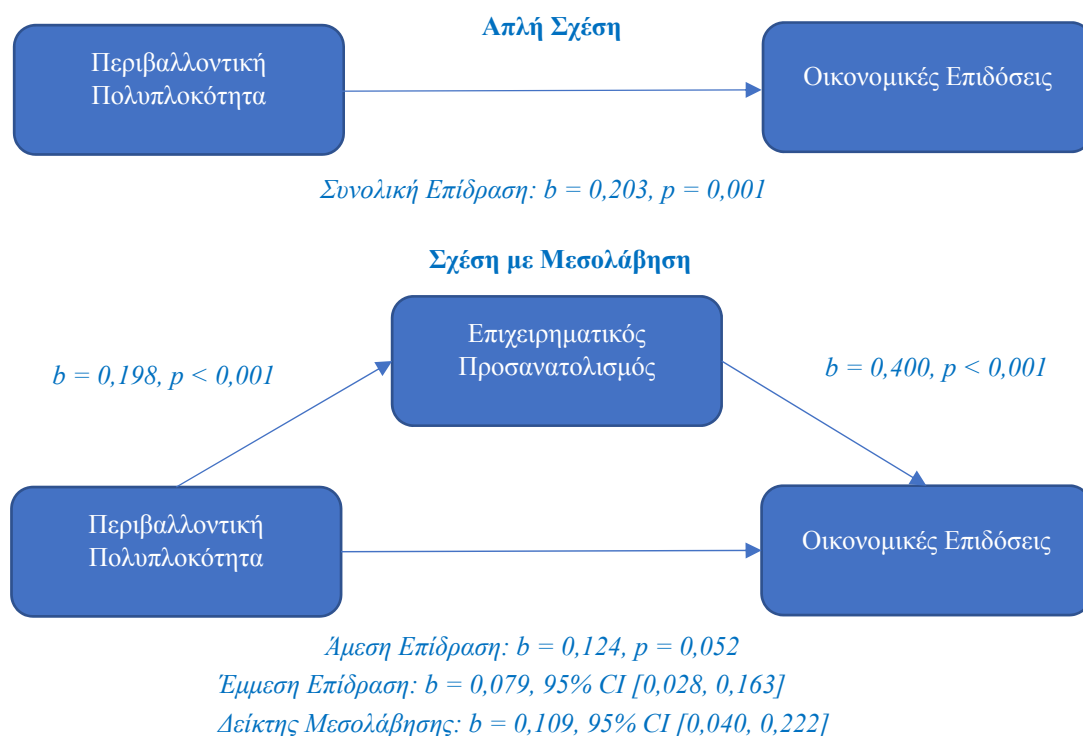 Απλή Σχέση
Περιβαλλοντική
Πολυπλοκότητα
Οικονομικές Επιδόσεις
Συνολική Επίδραση: b = 0,203, p = 0,001
Σχέση με Μεσολάβηση
Επιχειρηματικός
Προσανατολισμός
b = 0,198, p < 0,001
b = 0,400, p < 0,001
Περιβαλλοντική
Πολυπλοκότητα
Οικονομικές Επιδόσεις
Άμεση Επίδραση: b = 0,124, p = 0,052
Έμμεση Επίδραση: b = 0,079, 95% CI [0,028, 0,163]
Δείκτης Μεσολάβησης: b = 0,109, 95% CI [0,040, 0,222]